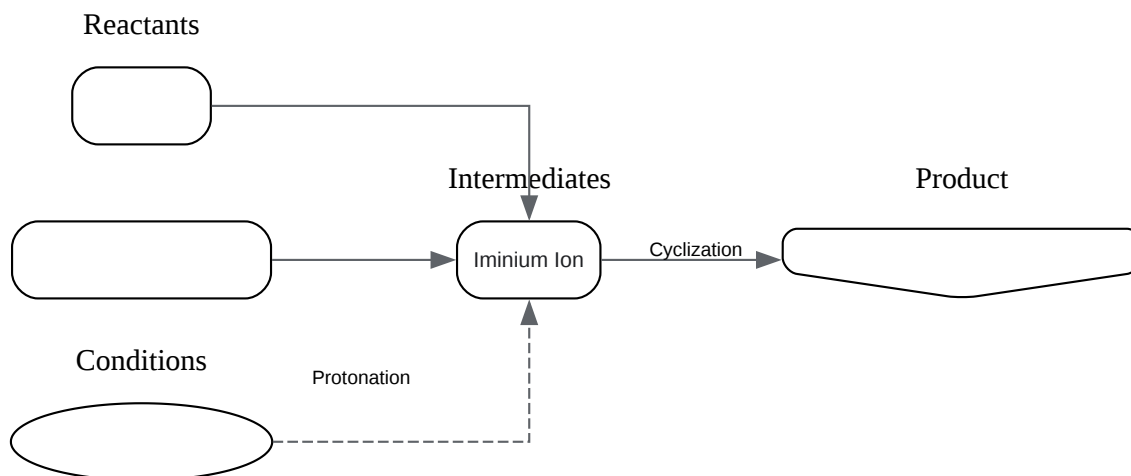 Reactants
Intermediates
Product
Iminium Ion
Cyclization
Conditions
Protonation